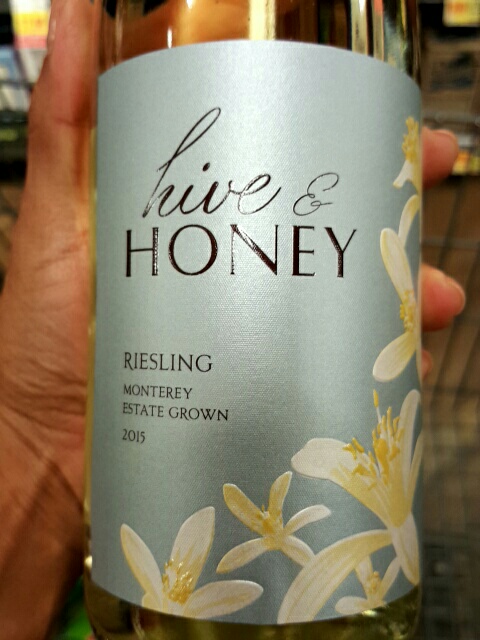 hive &
HONEY
RIESLING
MONTEREY
ESTATE GROWN
2015